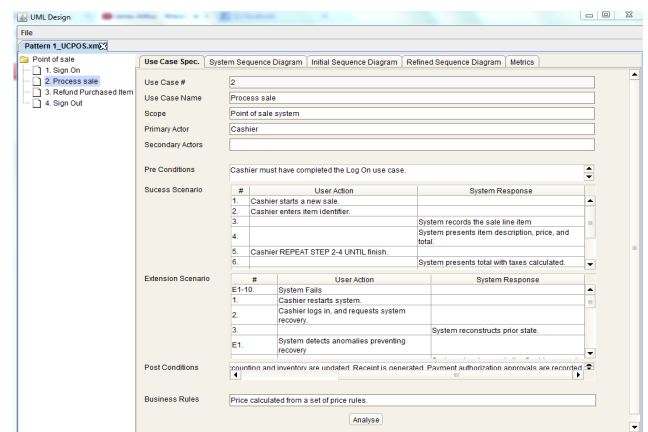 UML Design
File
Pattern 1_UCPOS.xm
Point of sale
1. Sign On
2. Process sale
3. Refund Purchased Item
4. Sign Out
Use Case Spec. System Sequence Diagram Initial Sequence Diagram Refined Sequence Diagram Metrics
Use Case # 2
Use Case Name Process sale
Scope Point of sale system
Primary Actor Cashier
Secondary Actors
Pre Conditions Cashier must have completed the Log On use case.
Sucess Scenario
# User Action System Response
1. Cashier starts a new sale.
2. Cashier enters item identifier.
3. System records the sale line item
4. System presents item description, price, and
total.
5. Cashier REPEAT STEP 2-4 UNTIL finish.
6. System presents total with taxes calculated.
Extension Scenario
# User Action System Response
E1-10. System Fails
1. Cashier restarts system.
2. Cashier logs in, and requests system
recovery.
3. System reconstructs prior state.
E1. System detects anomalies preventing
recovery
Post Conditions counting and inventory are updated. Receipt is generated. Payment authorization approvals are recorded
Business Rules Price calculated from a set of price rules.
Analyse